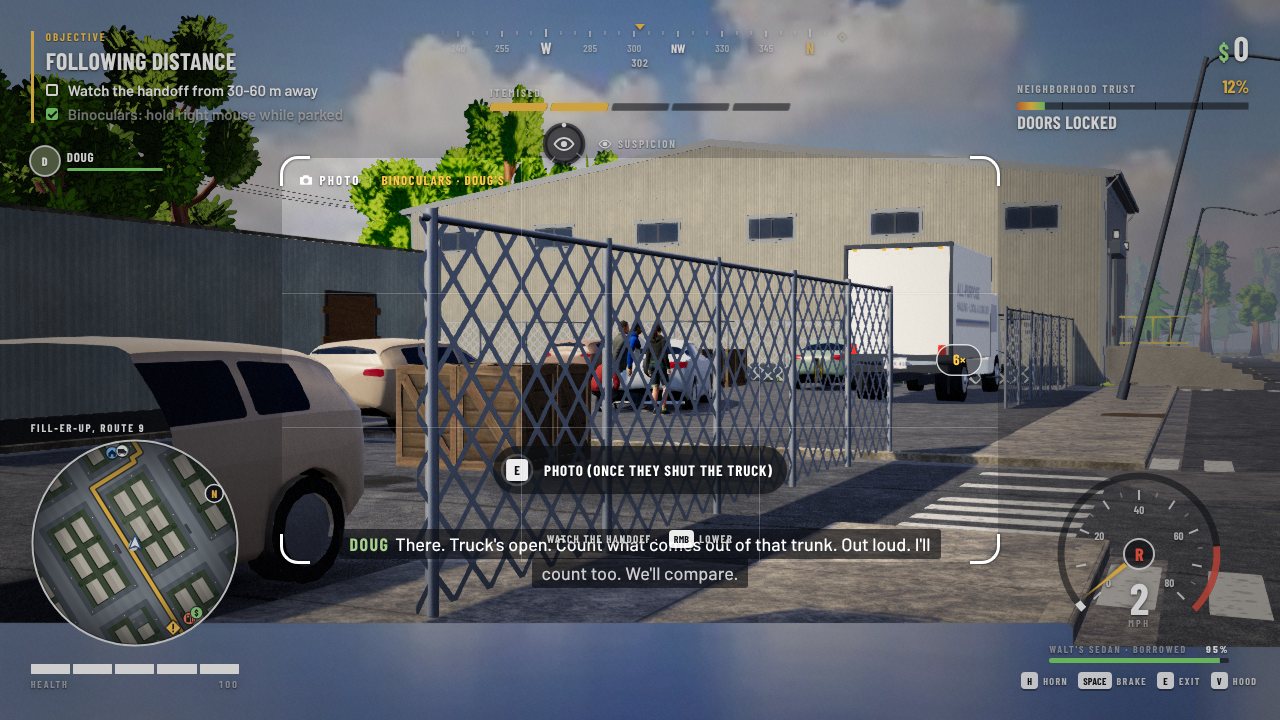 OBJECTIVE
FOLLOWING DISTANCE
Watch the handoff from 30-60 m away
Binoculars: hold right mouse while parked
D
DOUG
240 255 W 285 300 NW 330 345 N
302
ITEMISED
SUSPICION
$0
NEIGHBORHOOD TRUST 12%
DOORS LOCKED
PHOTO BINOCULARS · DOUG'S
6×
E PHOTO (ONCE THEY SHUT THE TRUCK)
WATCH THE HANDOFF · RMB LOWER
DOUG There. Truck's open. Count what comes out of that trunk. Out loud. I'll
count too. We'll compare.
FILL-ER-UP, ROUTE 9
N
$
!
HEALTH 100
0 20 40 60 80
R
2
MPH
WALT'S SEDAN · BORROWED 95%
H HORN SPACE BRAKE E EXIT V HOOD